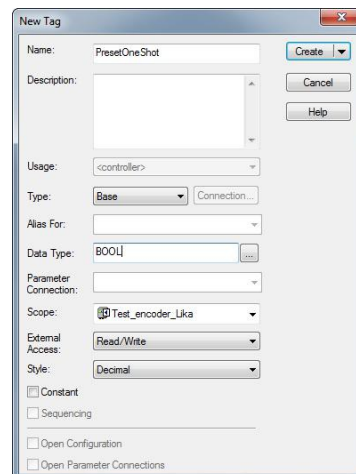 New Tag
Name: PresetOneShot Create
Description: Cancel
Help
Usage: <controller>
Type: Base Connection...
Alias For:
Data Type: BOOL ...
Parameter
Connection:
Scope: Test_encoder_Lika
External
Access: Read/Write
Style: Decimal
Constant
Sequencing
Open Configuration
Open Parameter Connections